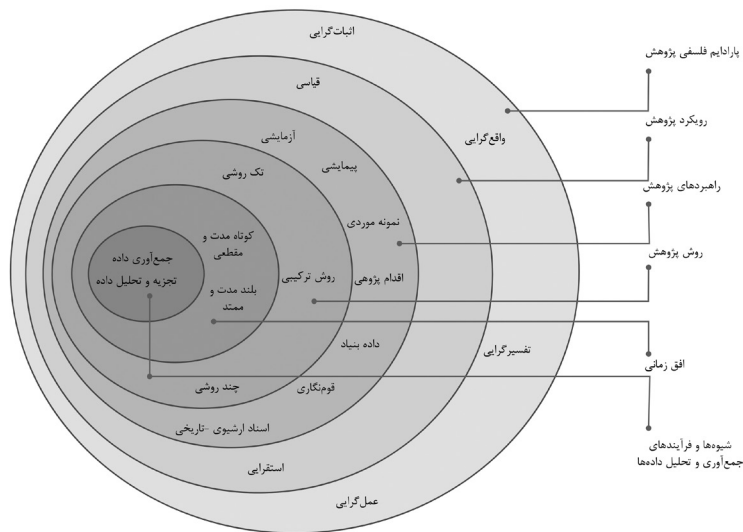 اثبات‌گرایی
پارادایم فلسفی پژوهش
قیاسی
رویکرد پژوهش
واقع‌گرایی
آزمایشی
پیمایشی
تک روشی
راهبردهای پژوهش
نمونه موردی
کوتاه مدت و
مقطعی
جمع‌آوری داده
تجزیه و تحلیل داده
روش پژوهش
روش ترکیبی
اقدام پژوهی
بلند مدت و
ممتد
داده بنیاد
تفسیرگرایی
افق زمانی
چند روشی
قوم‌نگاری
اسناد ارشیوی -تاریخی
شیوه‌ها و فرآیندهای
جمع‌آوری و تحلیل داده‌ها
استقرایی
عمل‌گرایی